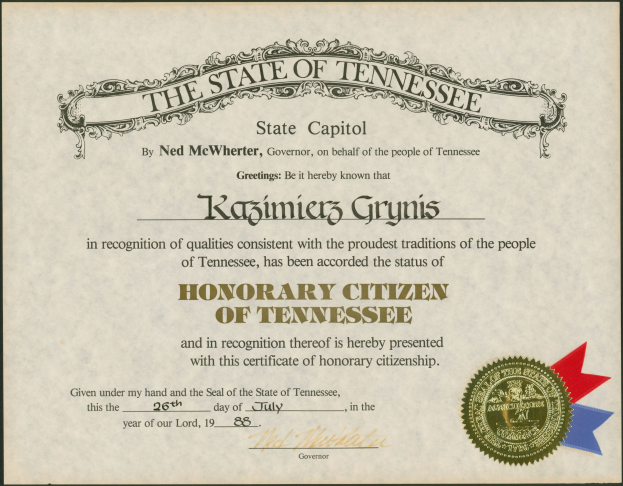 THE STATE OF TENNESSEE
State Capitol
By Ned McWherter, Governor, on behalf of the people of Tennessee
Greetings: Be it hereby known that
Kazimierz Grynis
in recognition of qualities consistent with the proudest traditions of the people
of Tennessee, has been accorded the status of
HONORARY CITIZEN
OF TENNESSEE
and in recognition thereof is hereby presented
with this certificate of honorary citizenship.
Given under my hand and the Seal of the State of Tennessee,
this the 26th day of July, in the
year of our Lord, 1988.
Ned McWherter
Governor
AGRICULTURE